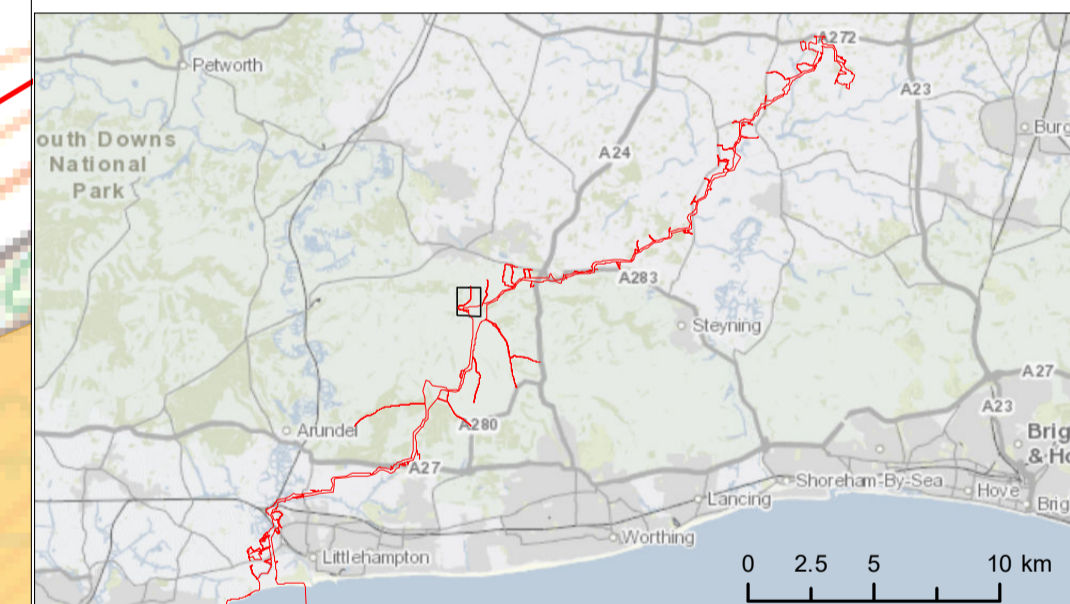 A272
Petworth
A23
Burg
outh Downs
National
Park
A24
A283
Steyning
A27
A23
Arundel
A280
Brig
& Ho
A27
Shoreham-By-Sea
Hove
Lancing
Brig
Worthing
Littlehampton
0 2.5 5 10 km